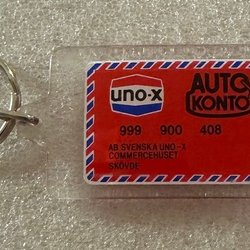 uno-x
AUTO
KONTO
999 900 408
AB SVENSKA UNO-X
COMMERCEHUSET
SKÖVDE